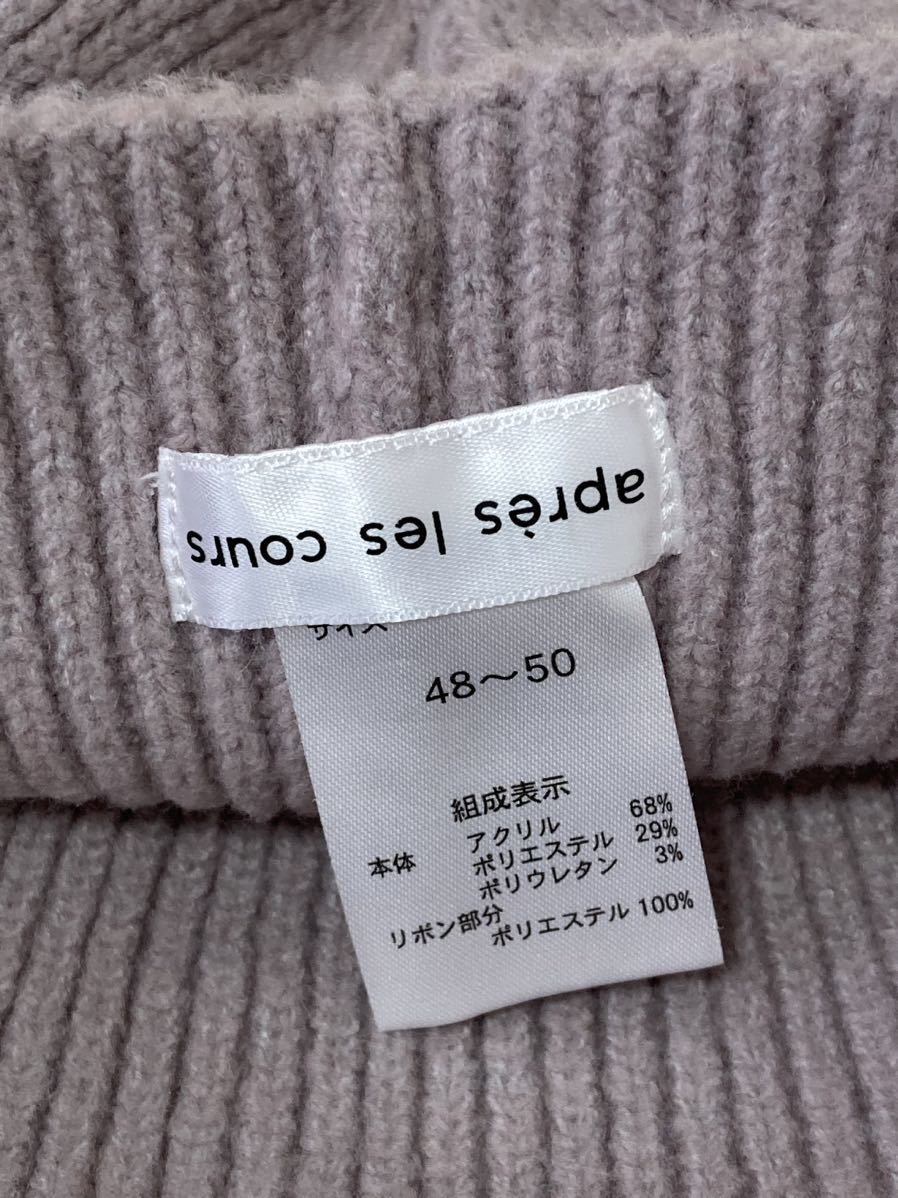 après les cours
サイズ
48～50
組成表示
本体 アクリル 68%
ポリエステル 29%
ポリウレタン 3%
リボン部分
ポリエステル 100%